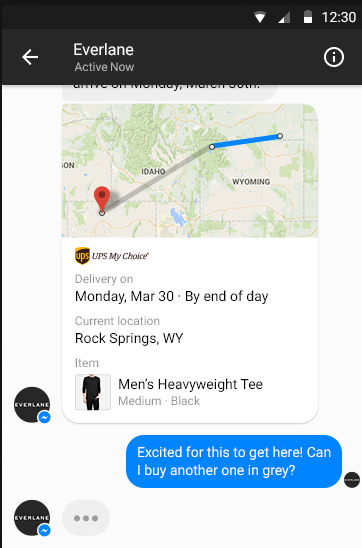 12:30
Everlane
Active Now
arrive on Monday, March 30th!
SON
IDAHO
WYOMING
ups UPS My Choice®
Delivery on
Monday, Mar 30 · By end of day
Current location
Rock Springs, WY
Item
Men's Heavyweight Tee
Medium · Black
EVERLANE
Excited for this to get here! Can
I buy another one in grey?
EVERLANE
EVERLANE